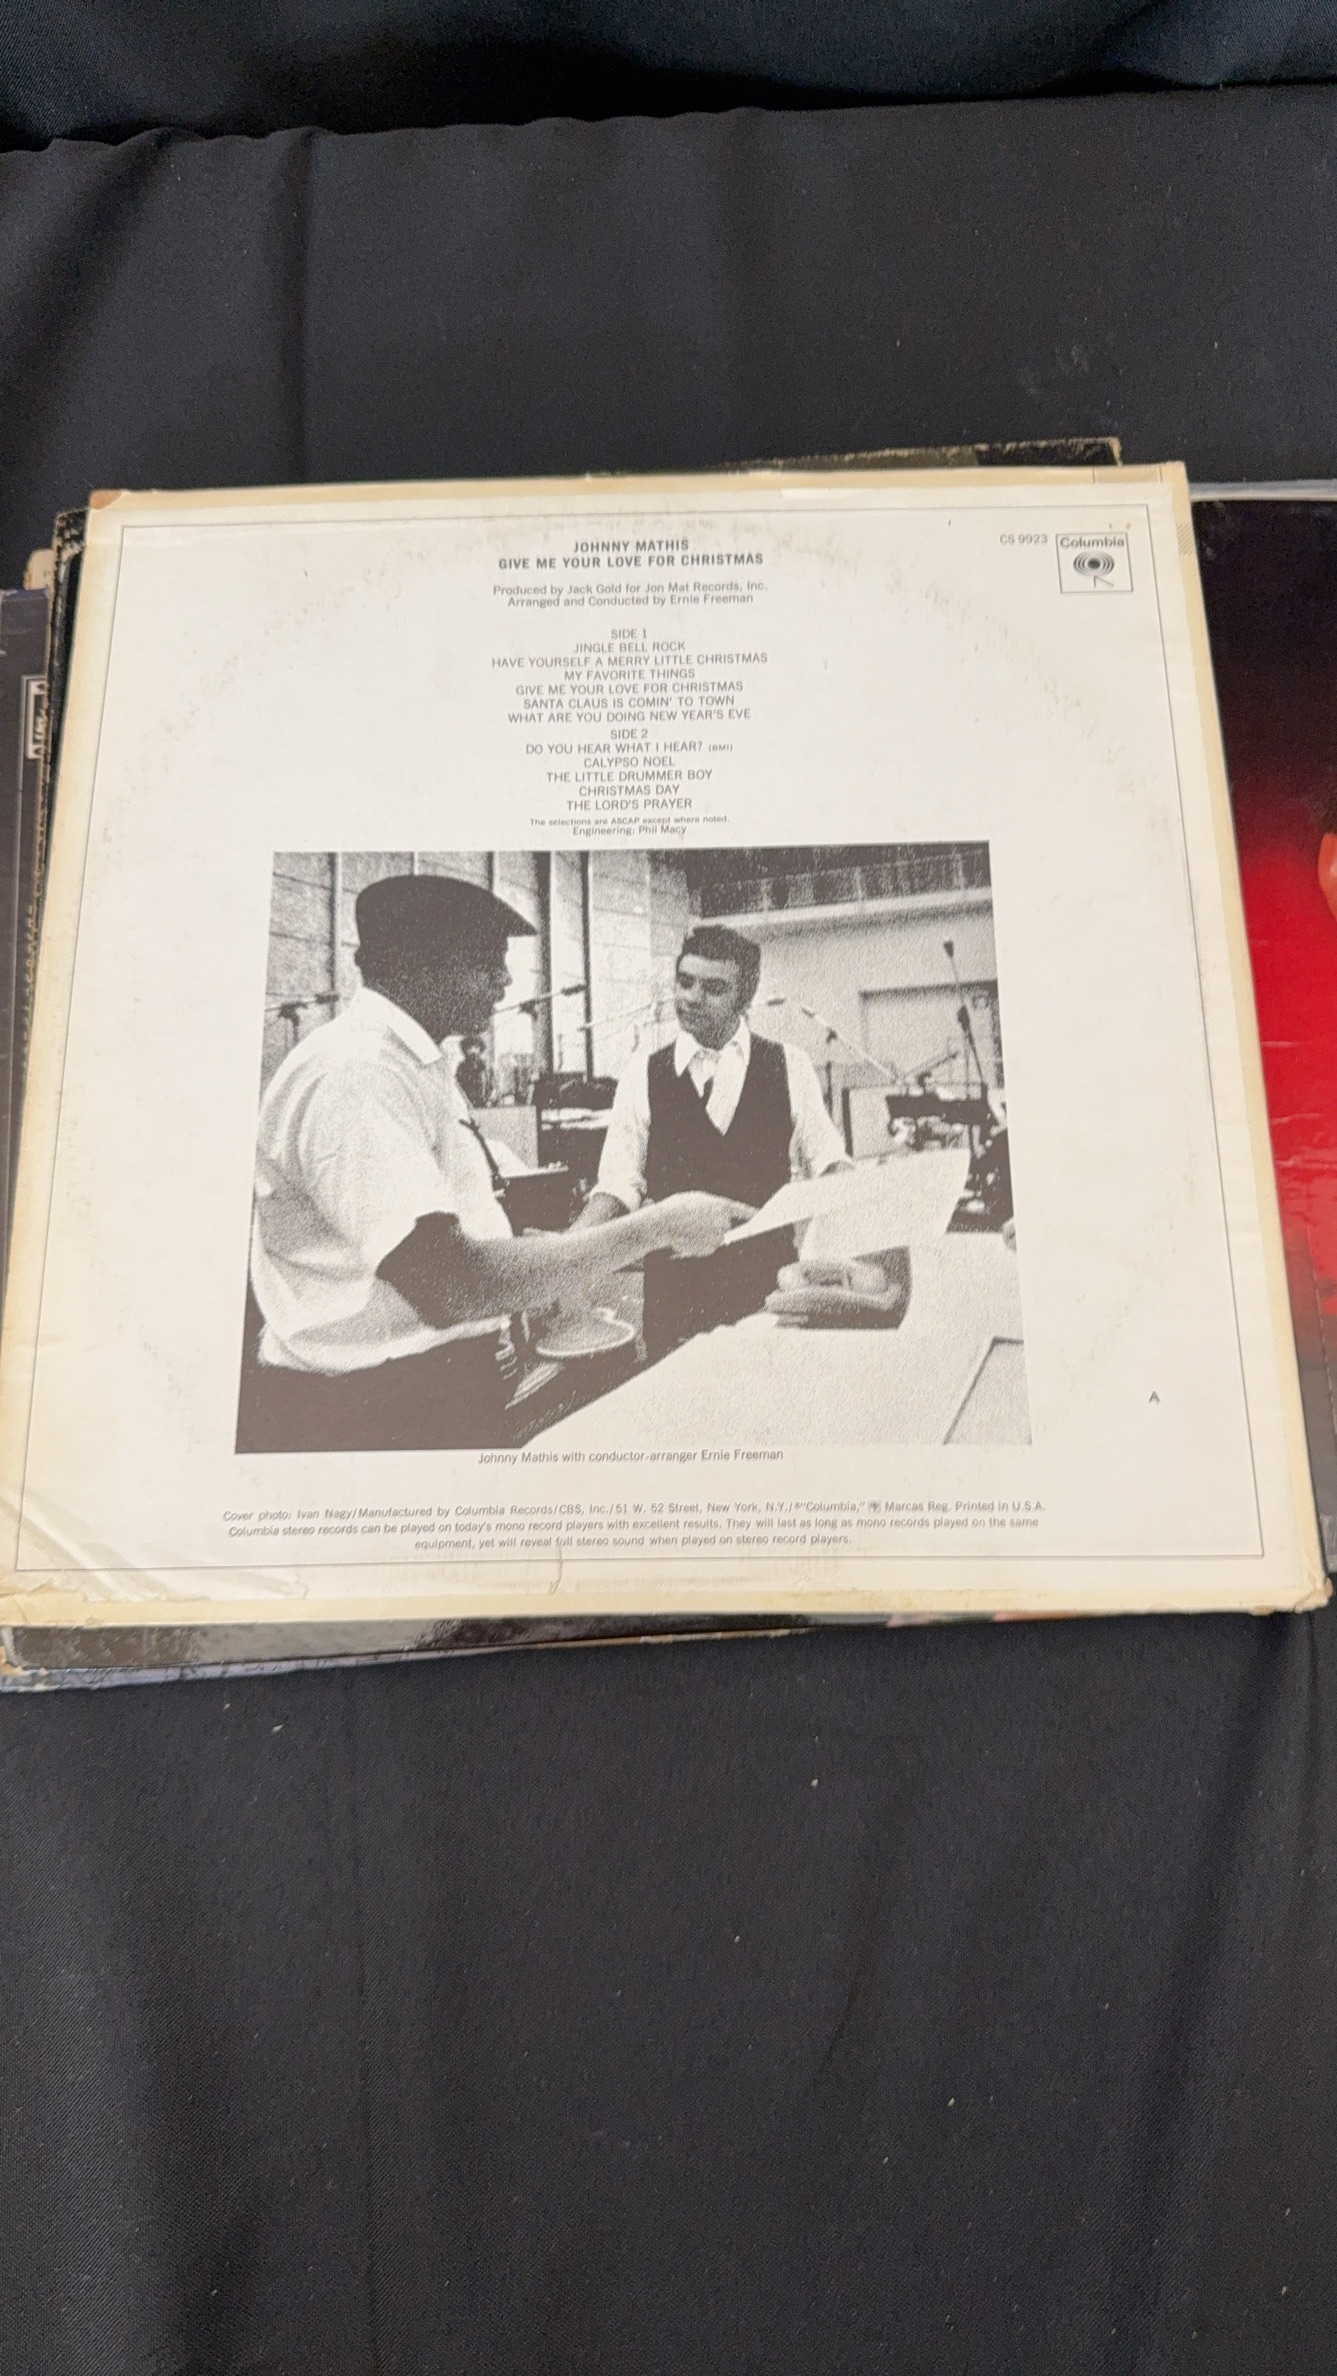 JOHNNY MATHIS
GIVE ME YOUR LOVE FOR CHRISTMAS
CS 9923
Columbia
Produced by Jack Gold for Jon Mat Records, Inc.
Arranged and Conducted by Ernie Freeman
SIDE 1
JINGLE BELL ROCK
HAVE YOURSELF A MERRY LITTLE CHRISTMAS
MY FAVORITE THINGS
GIVE ME YOUR LOVE FOR CHRISTMAS
SANTA CLAUS IS COMIN' TO TOWN
WHAT ARE YOU DOING NEW YEAR'S EVE
SIDE 2
DO YOU HEAR WHAT I HEAR? (BMI)
CALYPSO NOEL
THE LITTLE DRUMMER BOY
CHRISTMAS DAY
THE LORD'S PRAYER
The selections are ASCAP except where noted.
Engineering: Phil Macy
A
Johnny Mathis with conductor-arranger Ernie Freeman
Cover photo: Ivan Nagy/Manufactured by Columbia Records/CBS, Inc./51 W. 52 Street, New York, N.Y./®"Columbia," Marcas Reg. Printed in U.S.A.
Columbia stereo records can be played on today's mono record players with excellent results. They will last as long as mono records played on the same
equipment, yet will reveal full stereo sound when played on stereo record players.